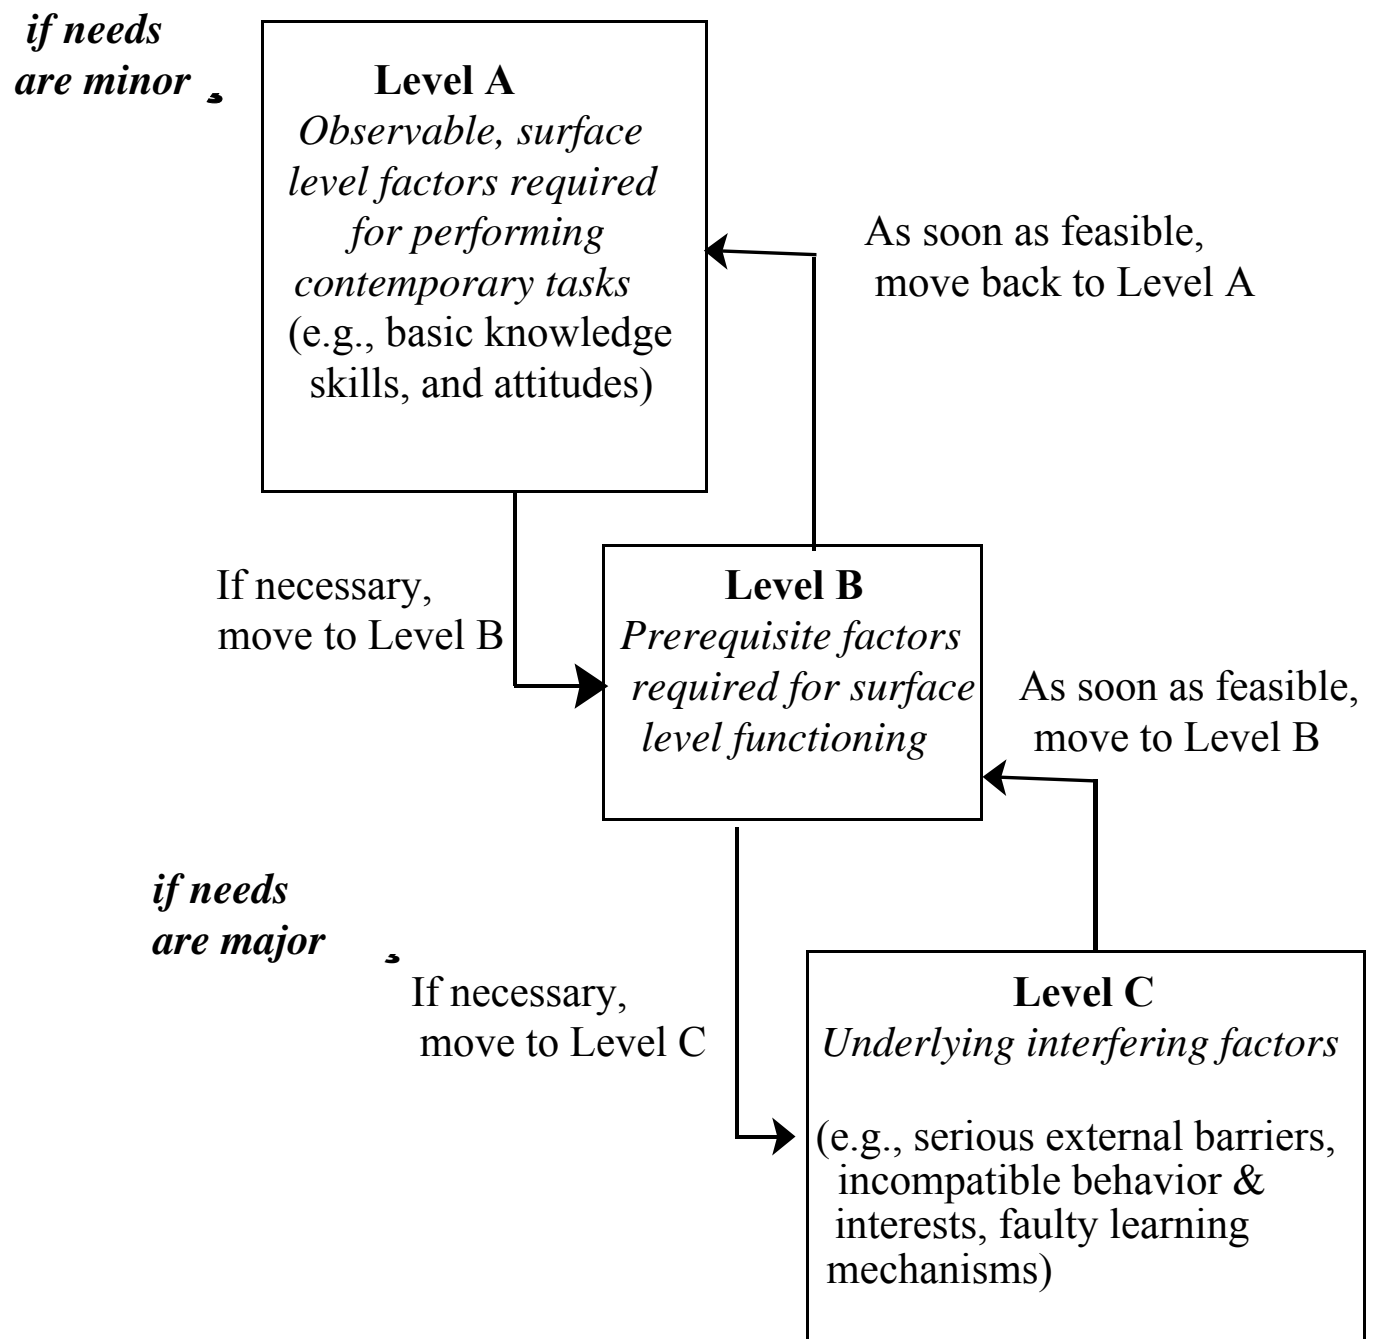 if needs
are minor
Level A
Observable, surface
level factors required
for performing
contemporary tasks
(e.g., basic knowledge
skills, and attitudes)
As soon as feasible,
move back to Level A
If necessary,
move to Level B
Level B
Prerequisite factors
required for surface
level functioning
As soon as feasible,
move to Level B
if needs
are major
If necessary,
move to Level C
Level C
Underlying interfering factors
(e.g., serious external barriers,
incompatible behavior &
interests, faulty learning
mechanisms)